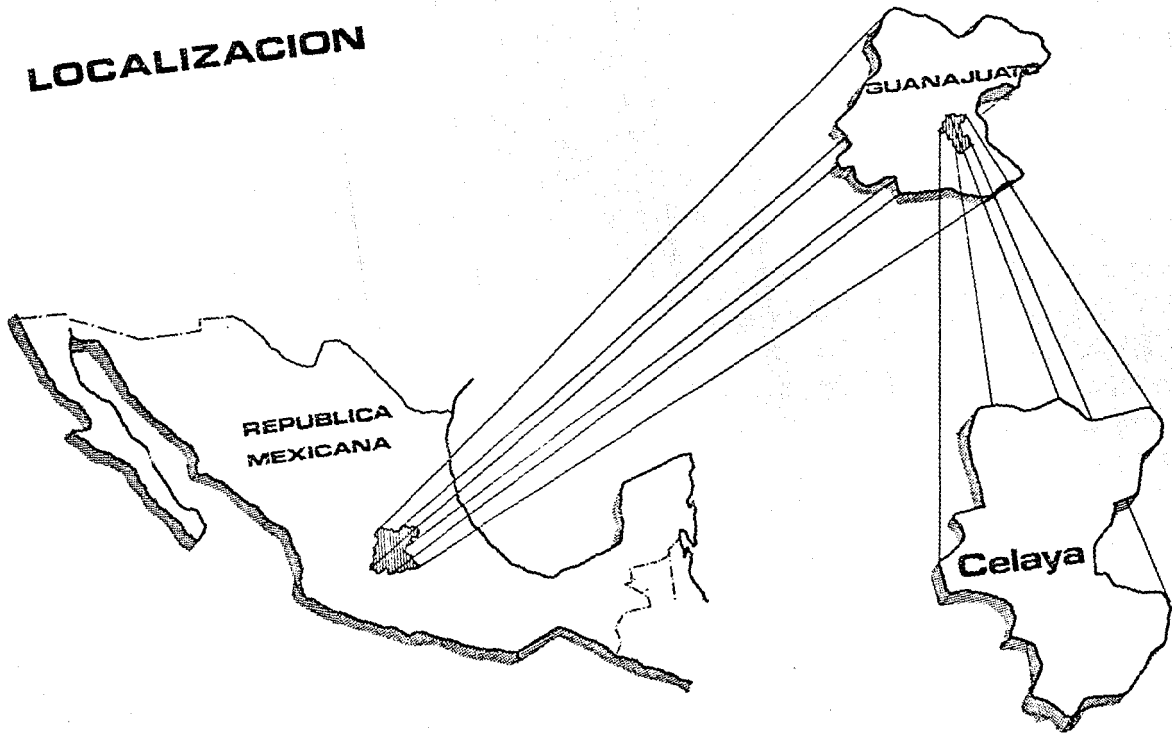 LOCALIZACION
GUANAJUATO
REPUBLICA
MEXICANA
Celaya